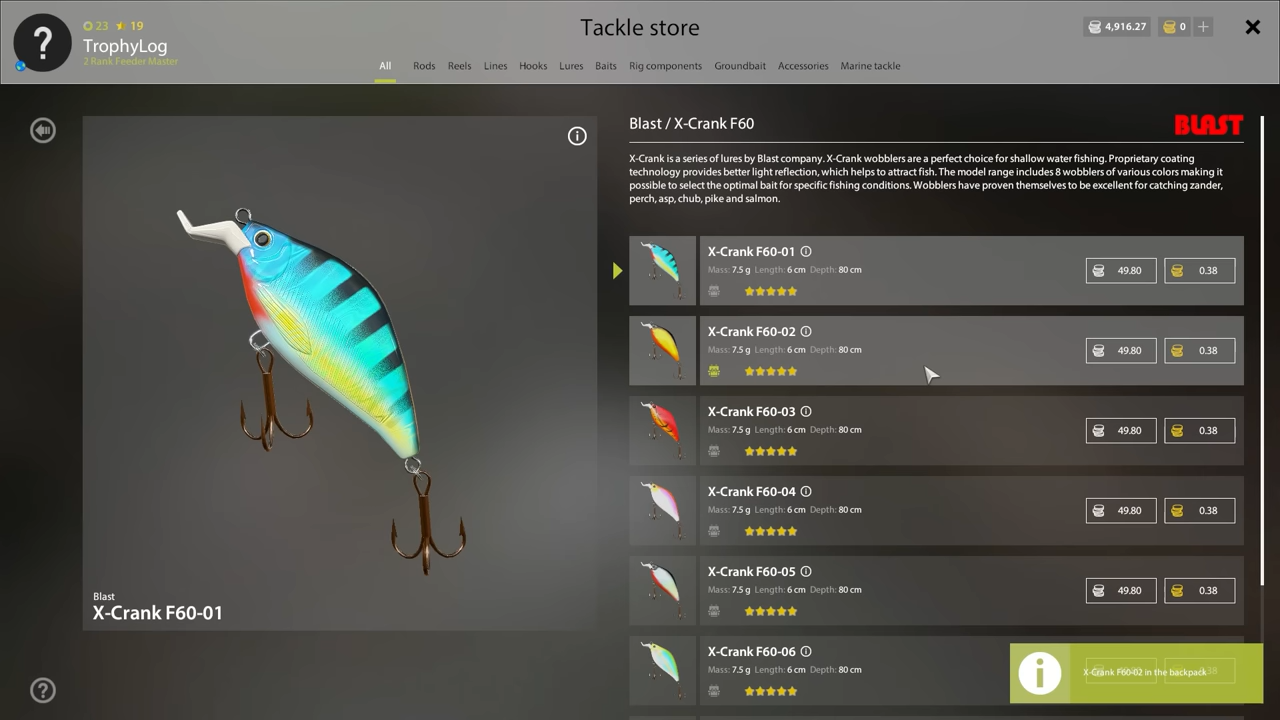 23 19
TrophyLog
2 Rank Feeder Master
Tackle store
4,916.27
0
All Rods Reels Lines Hooks Lures Baits Rig components Groundbait Accessories Marine tackle
Blast / X-Crank F60
BLAST
X-Crank is a series of lures by Blast company. X-Crank wobblers are a perfect choice for shallow water fishing. Proprietary coating
technology provides better light reflection, which helps to attract fish. The model range includes 8 wobblers of various colors making it
possible to select the optimal bait for specific fishing conditions. Wobblers have proven themselves to be excellent for catching zander,
perch, asp, chub, pike and salmon.
X-Crank F60-01
Mass: 7.5 g Length: 6 cm Depth: 80 cm
49.80 0.38
X-Crank F60-02
Mass: 7.5 g Length: 6 cm Depth: 80 cm
49.80 0.38
X-Crank F60-03
Mass: 7.5 g Length: 6 cm Depth: 80 cm
49.80 0.38
X-Crank F60-04
Mass: 7.5 g Length: 6 cm Depth: 80 cm
49.80 0.38
X-Crank F60-05
Mass: 7.5 g Length: 6 cm Depth: 80 cm
49.80 0.38
X-Crank F60-06
Mass: 7.5 g Length: 6 cm Depth: 80 cm
X-Crank F60-02 in the backpack
Blast
X-Crank F60-01